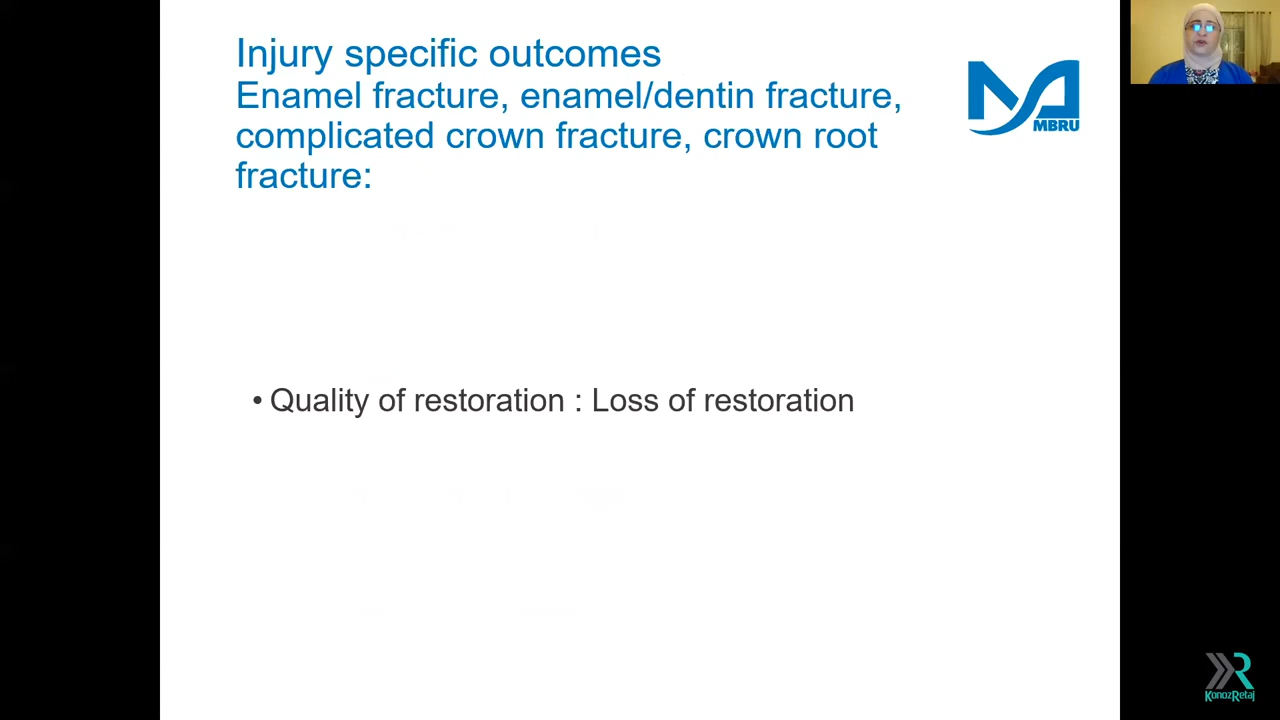 Injury specific outcomes
Enamel fracture, enamel/dentin fracture,
complicated crown fracture, crown root
fracture:
MBRU
• Quality of restoration : Loss of restoration
KonozRetaj